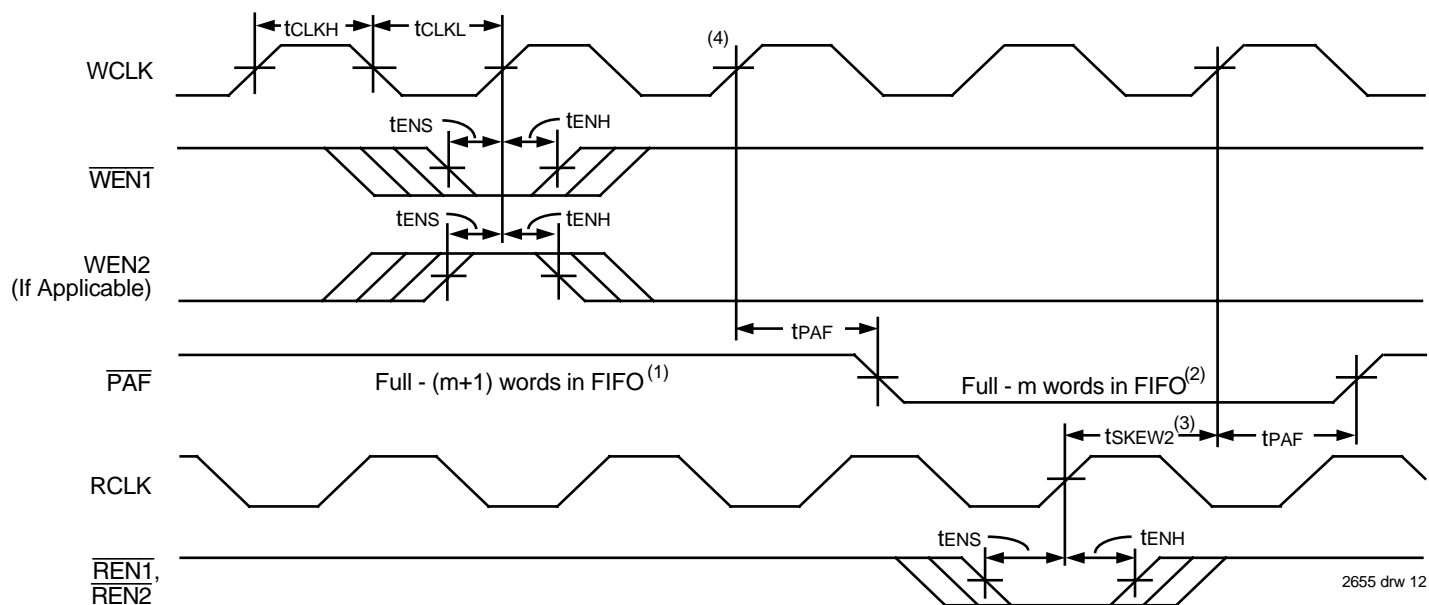 tCLKH tCLKL
(4)
WCLK
tENS tENH
WEN1
tENS tENH
WEN2
(If Applicable)
tPAF
PAF
Full - (m+1) words in FIFO (1)
Full - m words in FIFO (2)
tSKEW2 (3)
tPAF
RCLK
tENS tENH
REN1,
REN2
2655 drw 12